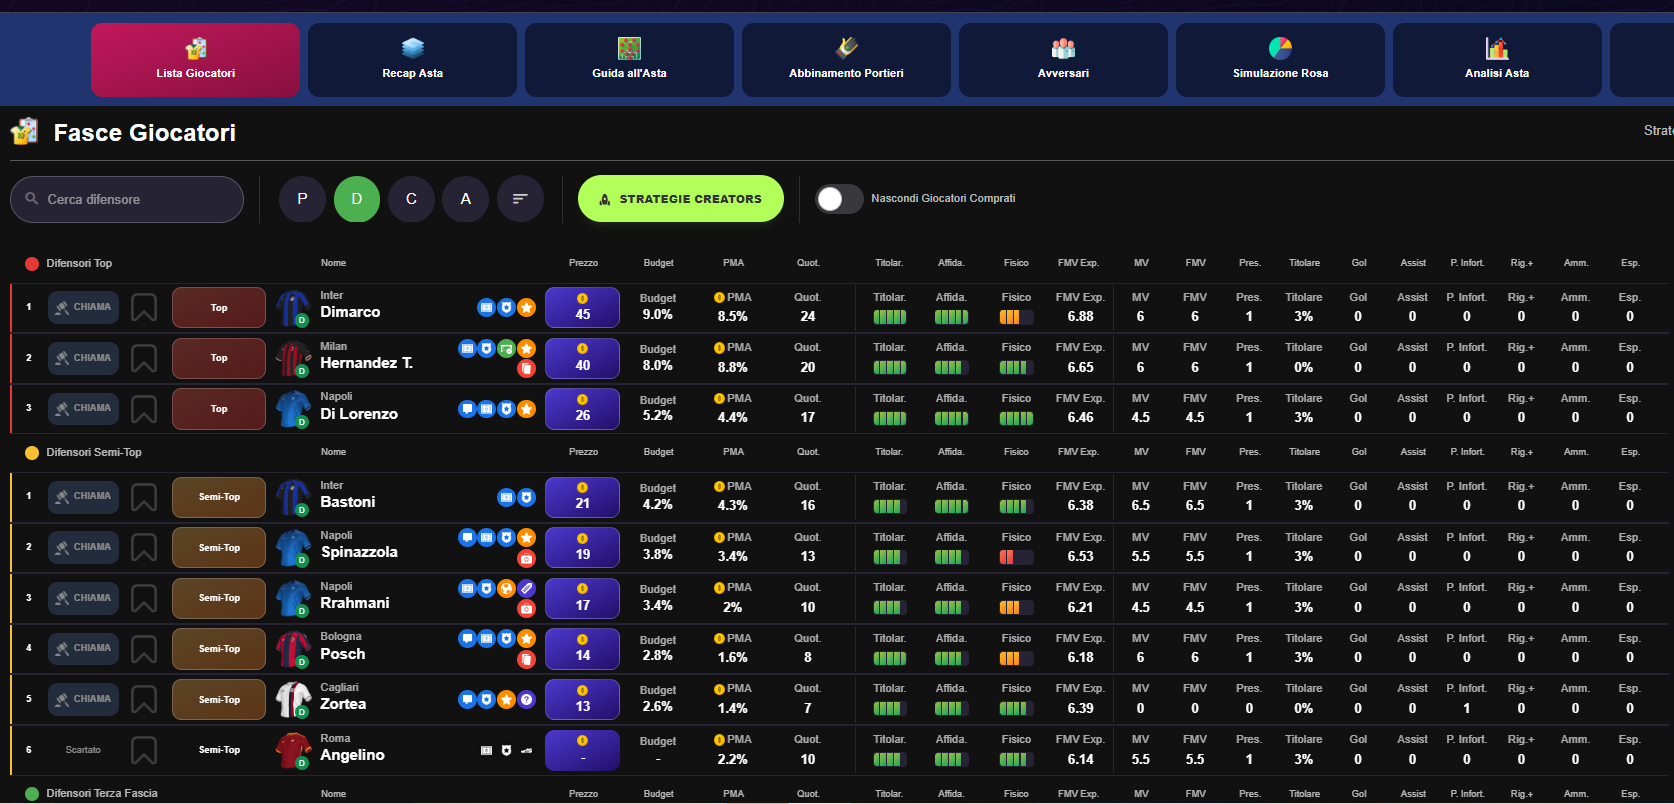 Lista Giocatori
Recap Asta
Guida all'Asta
Abbinamento Portieri
Avversari
Simulazione Rosa
Analisi Asta
Fasce Giocatori
Cerca difensore
P
D
C
A
STRATEGIE CREATORS
Nascondi Giocatori Comprati
Difensori Top Nome Prezzo Budget PMA Quot. Titolar. Affida. Fisico FMV Exp. MV FMV Pres. Titolare Gol Assist P. Infort. Rig.+ Amm. Esp.
Inter Budget PMA Quot. Titolar. Affida. Fisico FMV Exp. MV FMV Pres. Titolare Gol Assist P. Infort. Rig.+ Amm. Esp.
1 CHIAMA Top D Dimarco 45 9.0% 8.5% 24 6.88 6 6 1 3% 0 0 0 0 0 0
Milan Budget PMA Quot. Titolar. Affida. Fisico FMV Exp. MV FMV Pres. Titolare Gol Assist P. Infort. Rig.+ Amm. Esp.
2 CHIAMA Top D Hernandez T. 40 8.0% 8.8% 20 6.65 6 6 1 0% 0 0 0 0 0 0
Napoli Budget PMA Quot. Titolar. Affida. Fisico FMV Exp. MV FMV Pres. Titolare Gol Assist P. Infort. Rig.+ Amm. Esp.
3 CHIAMA Top D Di Lorenzo 26 5.2% 4.4% 17 6.46 4.5 4.5 1 3% 0 0 0 0 0 0
Difensori Semi-Top Nome Prezzo Budget PMA Quot. Titolar. Affida. Fisico FMV Exp. MV FMV Pres. Titolare Gol Assist P. Infort. Rig.+ Amm. Esp.
Inter Budget PMA Quot. Titolar. Affida. Fisico FMV Exp. MV FMV Pres. Titolare Gol Assist P. Infort. Rig.+ Amm. Esp.
1 CHIAMA Semi-Top D Bastoni 21 4.2% 4.3% 16 6.38 6.5 6.5 1 3% 0 0 0 0 0 0
Napoli Budget PMA Quot. Titolar. Affida. Fisico FMV Exp. MV FMV Pres. Titolare Gol Assist P. Infort. Rig.+ Amm. Esp.
2 CHIAMA Semi-Top D Spinazzola 19 3.8% 3.4% 13 6.53 5.5 5.5 1 3% 0 0 0 0 0 0
Napoli Budget PMA Quot. Titolar. Affida. Fisico FMV Exp. MV FMV Pres. Titolare Gol Assist P. Infort. Rig.+ Amm. Esp.
3 CHIAMA Semi-Top D Rrahmani 17 3.4% 2% 10 6.21 4.5 4.5 1 3% 0 0 0 0 0 0
Bologna Budget PMA Quot. Titolar. Affida. Fisico FMV Exp. MV FMV Pres. Titolare Gol Assist P. Infort. Rig.+ Amm. Esp.
4 CHIAMA Semi-Top D Posch 14 2.8% 1.6% 8 6.18 6 6 1 3% 0 0 0 0 0 0
Cagliari Budget PMA Quot. Titolar. Affida. Fisico FMV Exp. MV FMV Pres. Titolare Gol Assist P. Infort. Rig.+ Amm. Esp.
5 CHIAMA Semi-Top D Zortea 13 2.6% 1.4% 7 6.39 0 0 0 0% 0 0 1 0 0 0
Roma Budget PMA Quot. Titolar. Affida. Fisico FMV Exp. MV FMV Pres. Titolare Gol Assist P. Infort. Rig.+ Amm. Esp.
6 Scartato Semi-Top D Angelino - - 2.2% 10 6.14 5.5 5.5 1 3% 0 0 0 0 0 0
Difensori Terza Fascia Nome Prezzo Budget PMA Quot. Titolar. Affida. Fisico FMV Exp. MV FMV Pres. Titolare Gol Assist P. Infort. Rig.+ Amm. Esp.